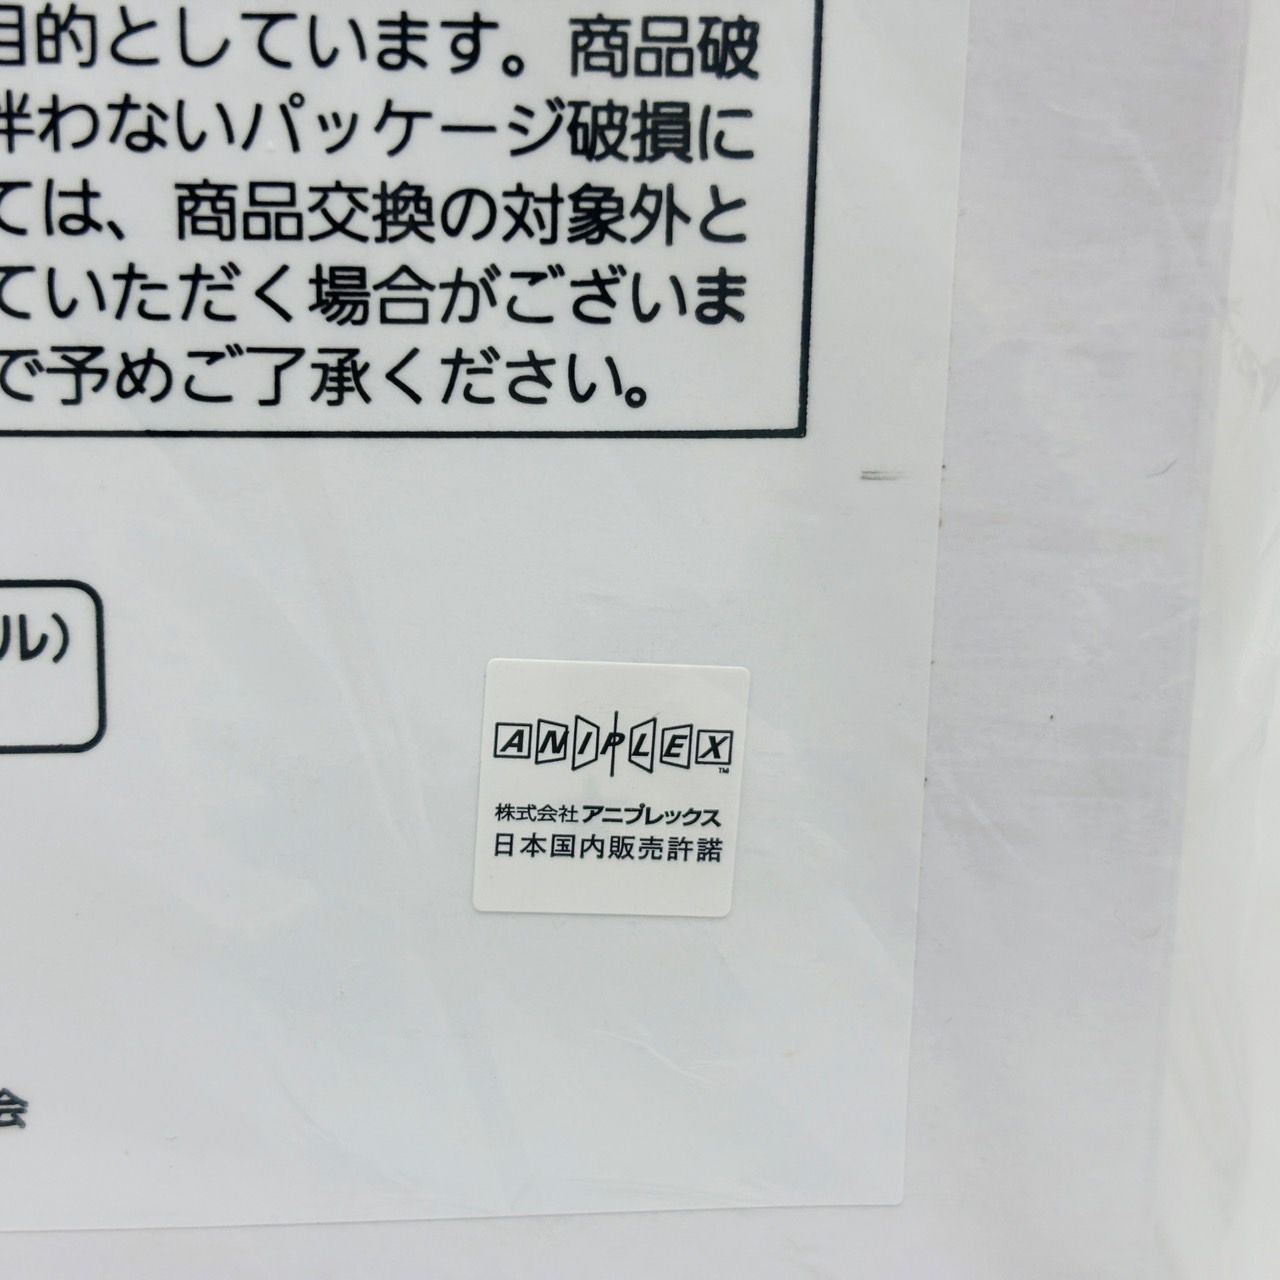 目的としています。商品破
伴わないパッケージ破損に
ては、商品交換の対象外と
ていただく場合がございま
で予めご了承ください。
ル）
ANIPLEX
TM
株式会社アニプレックス
日本国内販売許諾
会